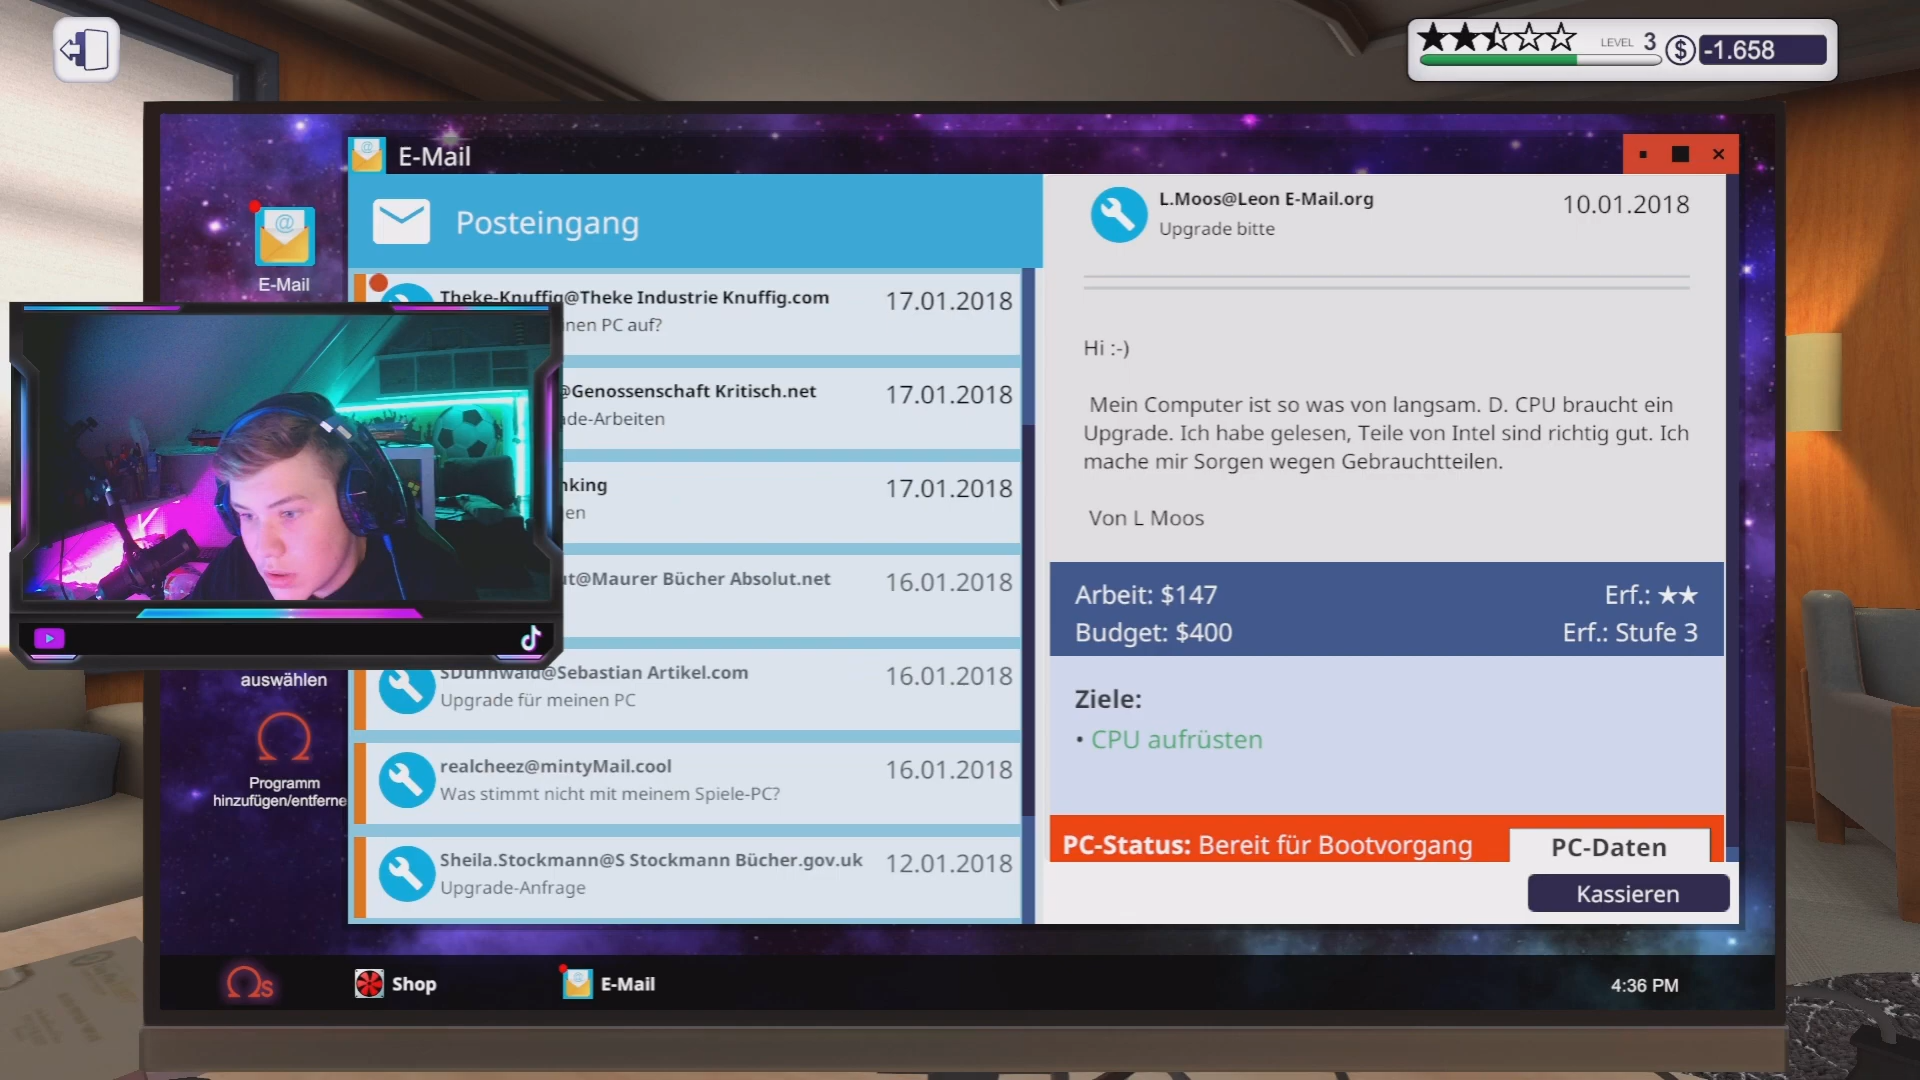 LEVEL 3
$ -1.658
E-Mail
Posteingang
E-Mail
Theke-Knuffig@Theke Industrie Knuffig.com
17.01.2018
PC auf?
@Genossenschaft Kritisch.net
17.01.2018
17.01.2018
@Maurer Bücher Absolut.net
16.01.2018
SDunnwald@Sebastian Artikel.com
16.01.2018
Upgrade für meinen PC
realcheez@mintyMail.cool
16.01.2018
Was stimmt nicht mit meinem Spiele-PC?
Sheila.Stockmann@S Stockmann Bücher.gov.uk
12.01.2018
Upgrade-Anfrage
auswählen
Programm
hinzufügen/entferne
L.Moos@Leon E-Mail.org
10.01.2018
Upgrade bitte
Hi :-)
Mein Computer ist so was von langsam. D. CPU braucht ein
Upgrade. Ich habe gelesen, Teile von Intel sind richtig gut. Ich
mache mir Sorgen wegen Gebrauchtteilen.
Von L Moos
Arbeit: $147
Erf.: ★★
Budget: $400
Erf.: Stufe 3
Ziele:
• CPU aufrüsten
PC-Status: Bereit für Bootvorgang
PC-Daten
Kassieren
Ωs
Shop
E-Mail
4:36 PM